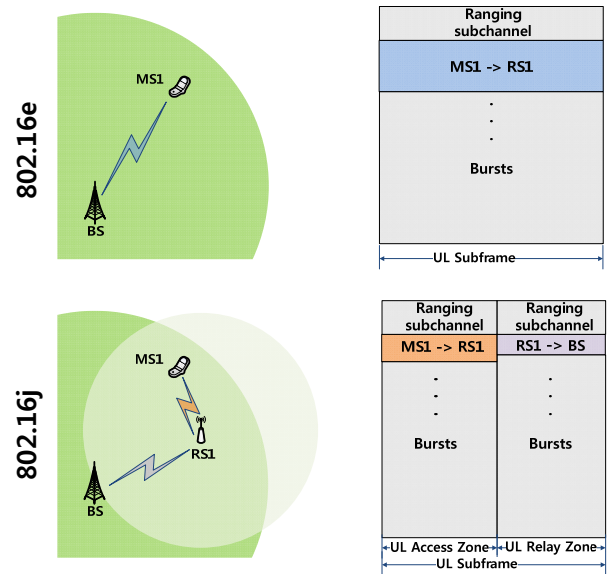 802.16e
MS1
BS
Ranging
subchannel
MS1 -> RS1
Bursts
UL Subframe
802.16j
MS1
RS1
BS
Ranging
subchannel
Ranging
subchannel
MS1 -> RS1
RS1 -> BS
Bursts
Bursts
UL Access Zone
UL Relay Zone
UL Subframe